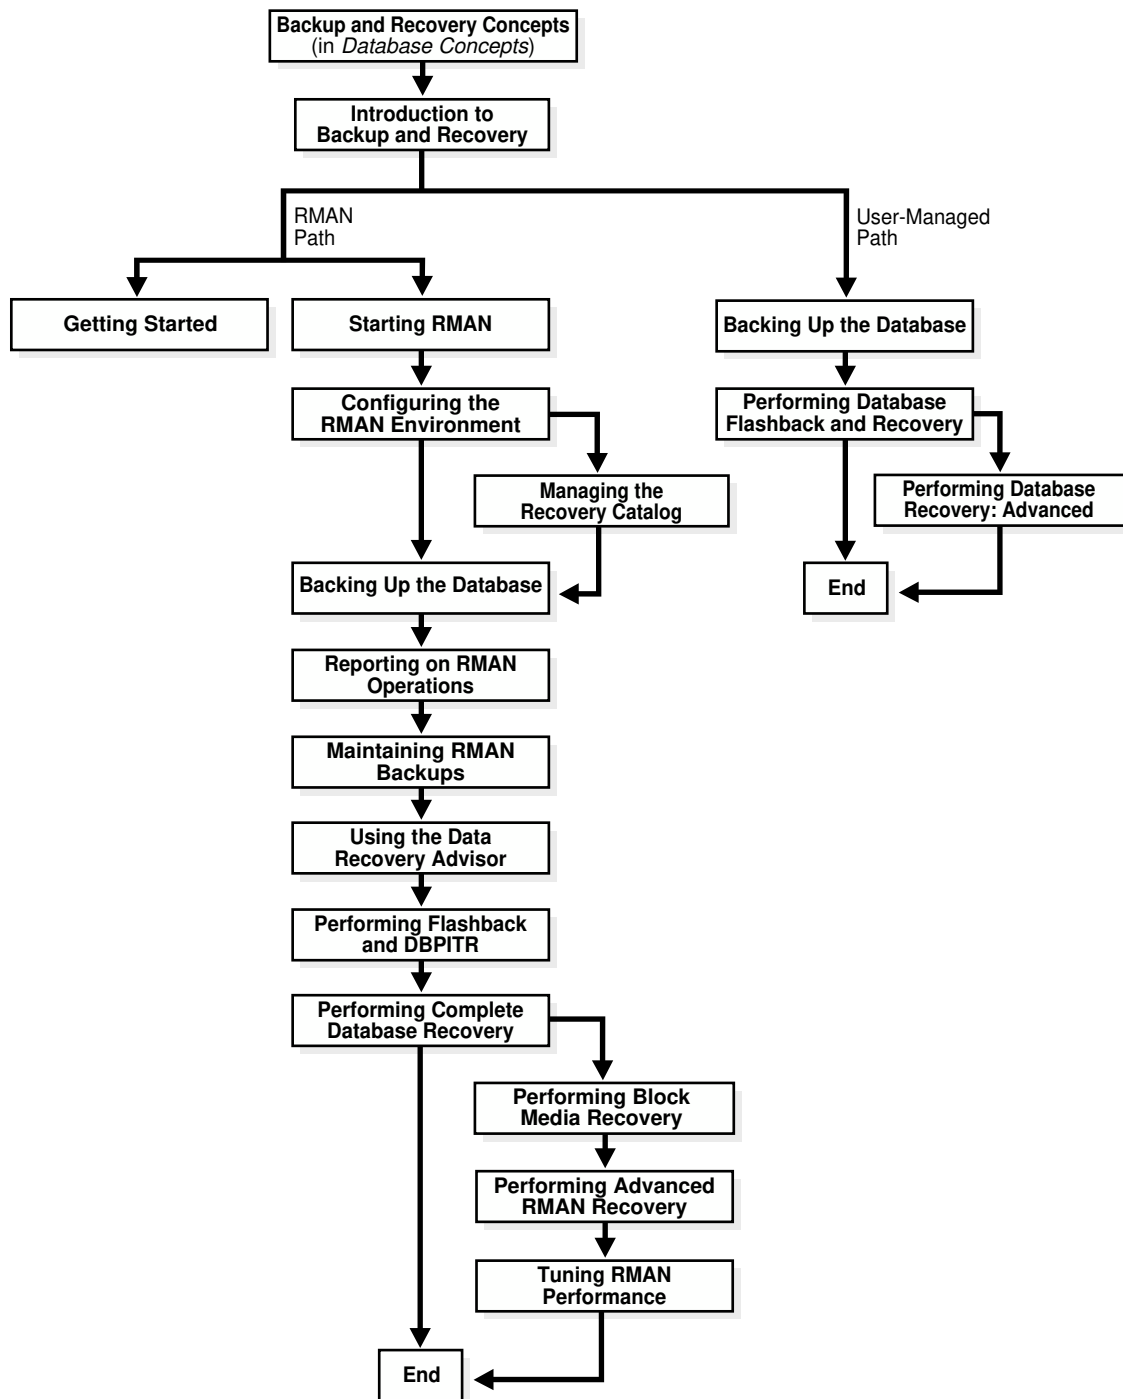 Backup and Recovery Concepts
(in Database Concepts)
Introduction to
Backup and Recovery
RMAN
Path
User-Managed
Path
Getting Started
Starting RMAN
Backing Up the Database
Configuring the
RMAN Environment
Performing Database
Flashback and Recovery
Managing the
Recovery Catalog
Performing Database
Recovery: Advanced
Backing Up the Database
End
Reporting on RMAN
Operations
Maintaining RMAN
Backups
Using the Data
Recovery Advisor
Performing Flashback
and DBPITR
Performing Complete
Database Recovery
Performing Block
Media Recovery
Performing Advanced
RMAN Recovery
Tuning RMAN
Performance
End